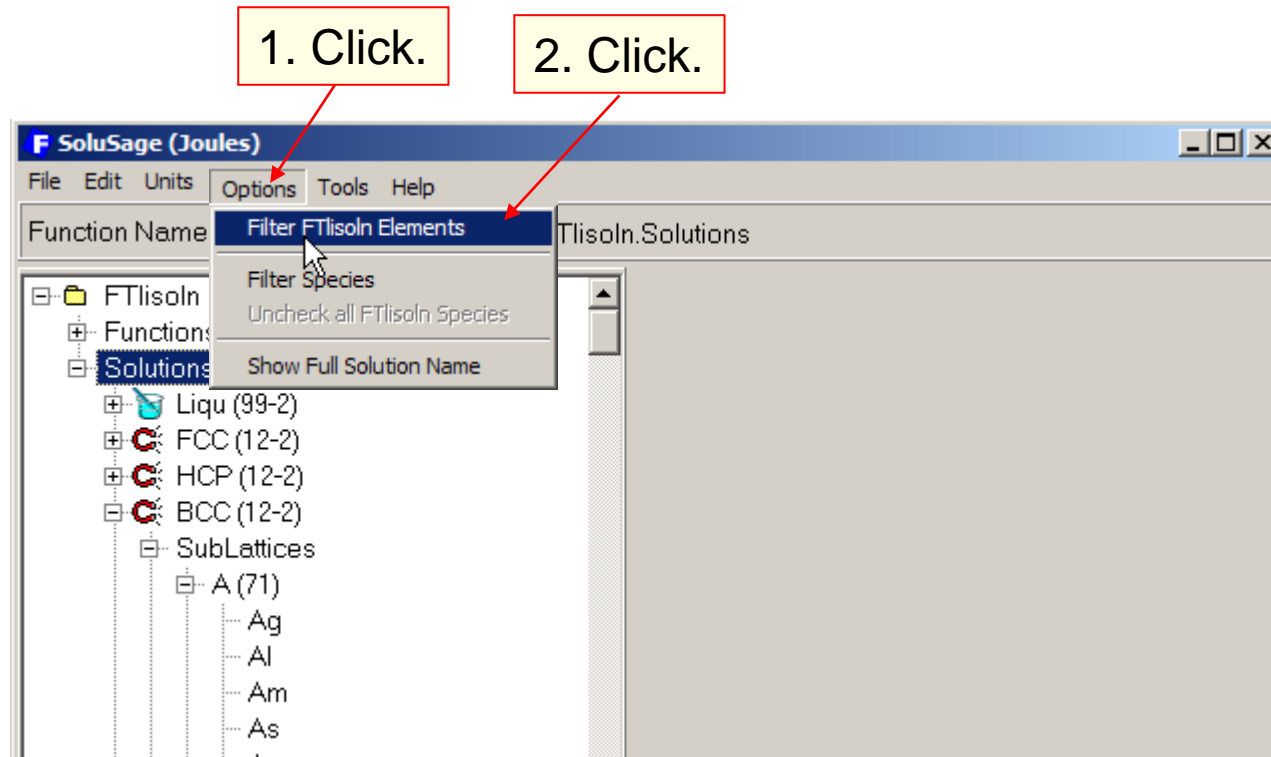 1. Click.
2. Click.
F SoluSage (Joules)
File Edit Units Options Tools Help
Function Name
Tlisoln.Solutions
Filter FTlisoln Elements
Filter Species
Uncheck all FTlisoln Species
Show Full Solution Name
FTlisoln
Functions
Solutions
Liqu (99-2)
FCC (12-2)
HCP (12-2)
BCC (12-2)
SubLattices
A (71)
Ag
Al
Am
As